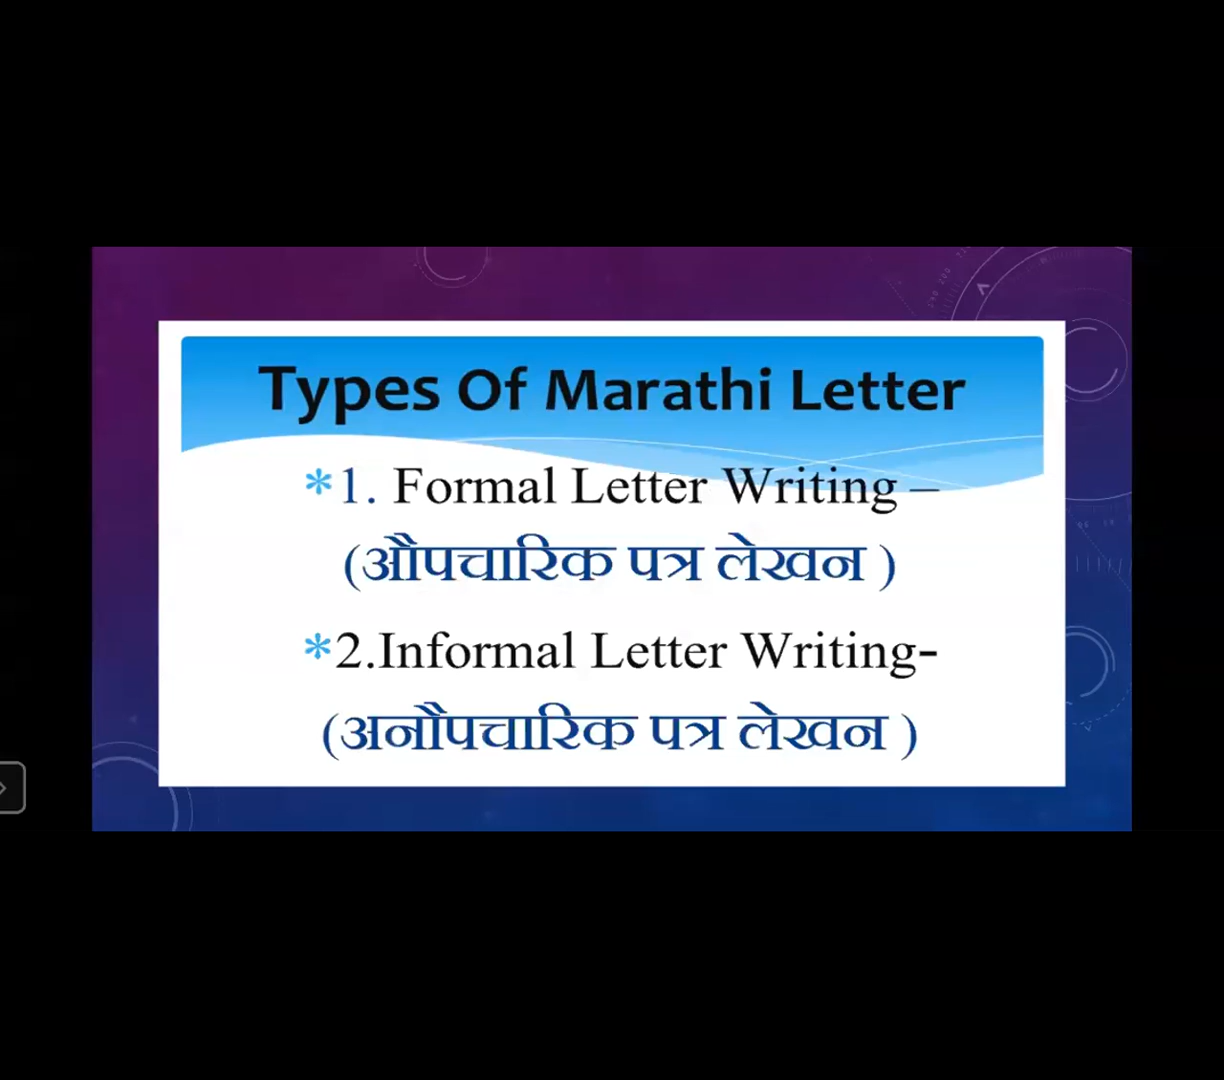 Types Of Marathi Letter
*1. Formal Letter Writing –
(औपचारिक पत्र लेखन )
*2.Informal Letter Writing-
(अनौपचारिक पत्र लेखन )